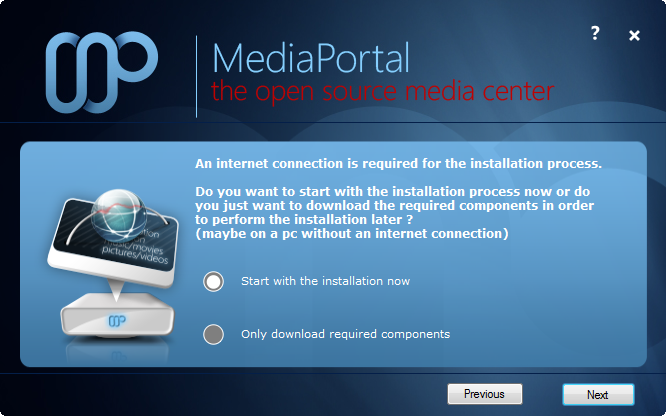 ? ×
MediaPortal
the open source media center
An internet connection is required for the installation process.
Do you want to start with the installation process now or do
you just want to download the required components in order
to perform the installation later ?
(maybe on a pc without an internet connection)
music/movies
pictures/videos
Start with the installation now
Only download required components
Previous
Next